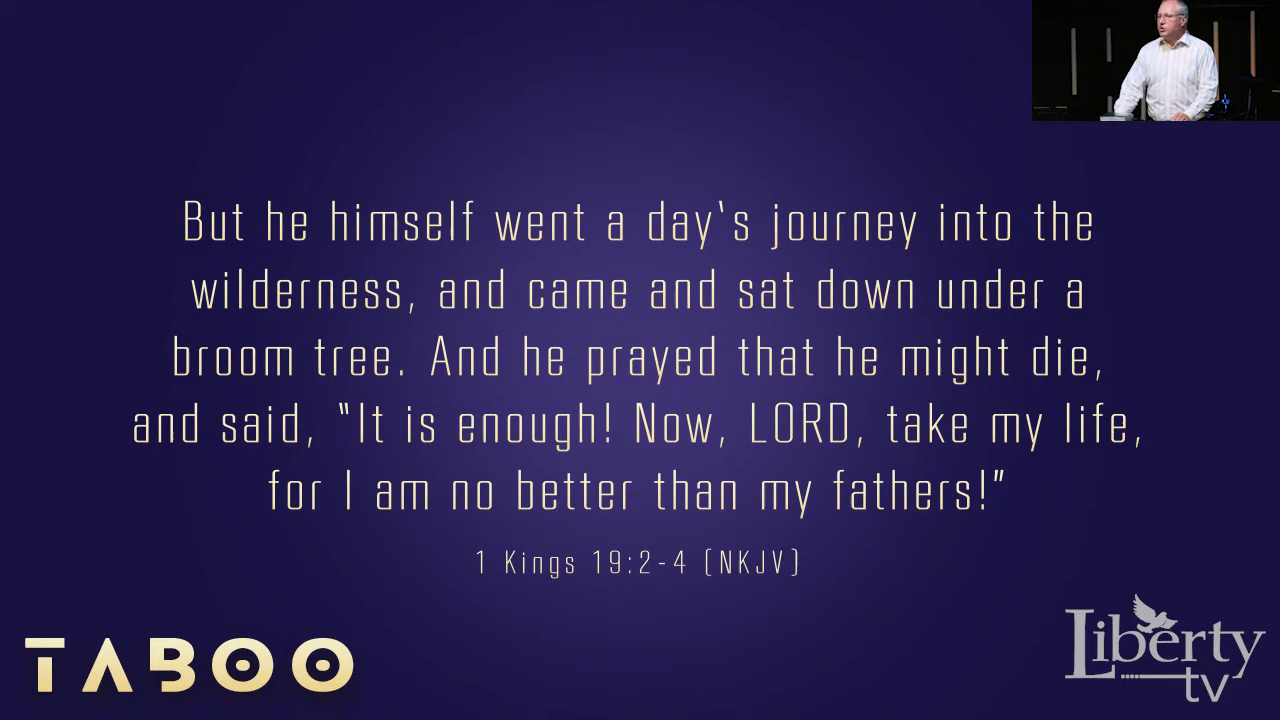 But he himself went a day's journey into the
wilderness, and came and sat down under a
broom tree. And he prayed that he might die,
and said, "It is enough! Now, LORD, take my life,
for I am no better than my fathers!"
1 Kings 19:2-4 (NKJV)
TABOO
Liberty
tv